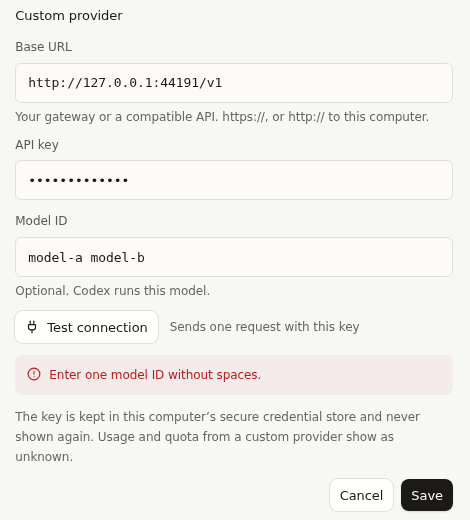 Custom provider
Base URL
http://127.0.0.1:44191/v1
Your gateway or a compatible API. https://, or http:// to this computer.
API key
•••••••••••••
Model ID
model-a model-b
Optional. Codex runs this model.
Test connection Sends one request with this key
Enter one model ID without spaces.
The key is kept in this computer’s secure credential store and never
shown again. Usage and quota from a custom provider show as
unknown.
Cancel Save